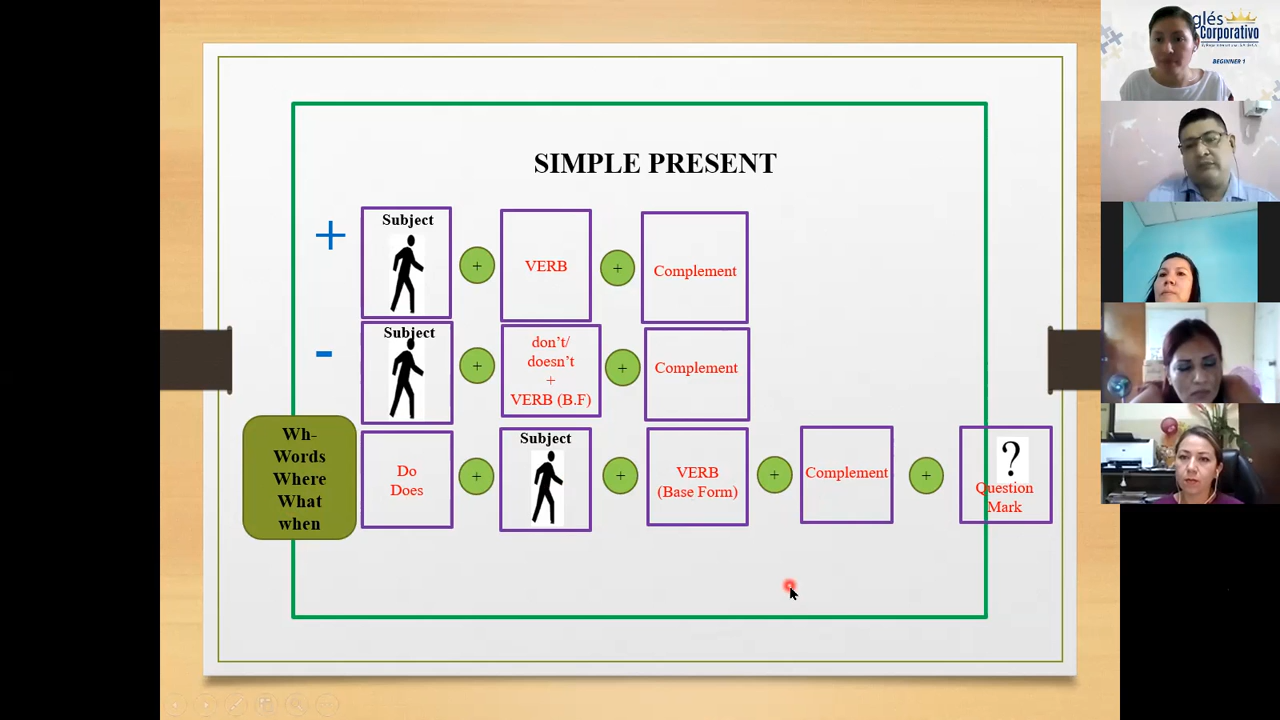 SIMPLE PRESENT
+
Subject
+
VERB
+
Complement
-
Subject
+
don't/
doesn't
+
VERB (B.F)
+
Complement
Wh-
Words
Where
What
when
Do
Does
+
Subject
+
VERB
(Base Form)
+
Complement
+
?
Question
Mark
glés
Corporativo
BEGINNER 1